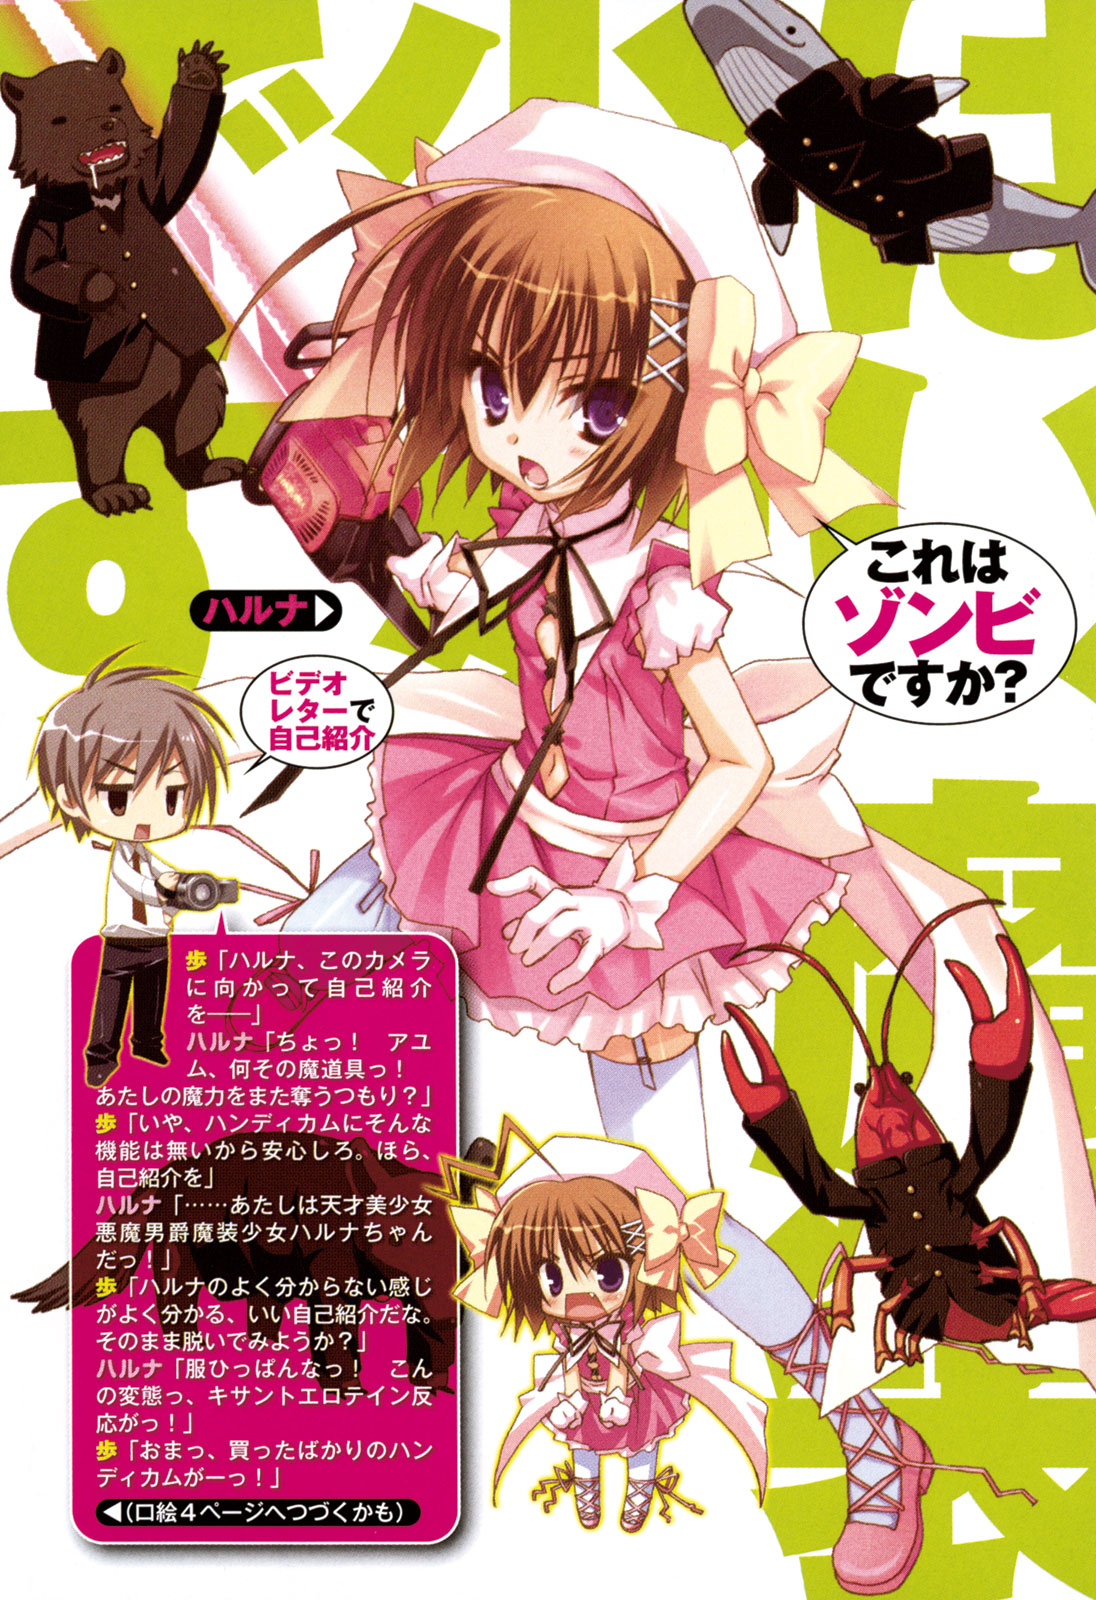 これは
ゾンビ
ですか?
ハルナ▷
ビデオ
レターで
自己紹介
歩「ハルナ、このカメラ
に向かって自己紹介
を――」
ハルナ「ちょっ！　アユ
ム、何その魔道具っ！
あたしの魔力をまた奪うつもり？」
歩「いや、ハンディカムにそんな
機能は無いから安心しろ。ほら、
自己紹介を」
ハルナ「……あたしは天才美少女
悪魔男爵魔装少女ハルナちゃん
だっ！」
歩「ハルナのよく分からない感じ
がよく分かる、いい自己紹介だな。
そのまま脱いでみようか？」
ハルナ「服ひっぱんなっ！　こん
の変態っ、キサントエロテイン反
応がっ！」
歩「おまっ、買ったばかりのハン
ディカムがーっ！」
◀(口絵４ページへつづくかも)